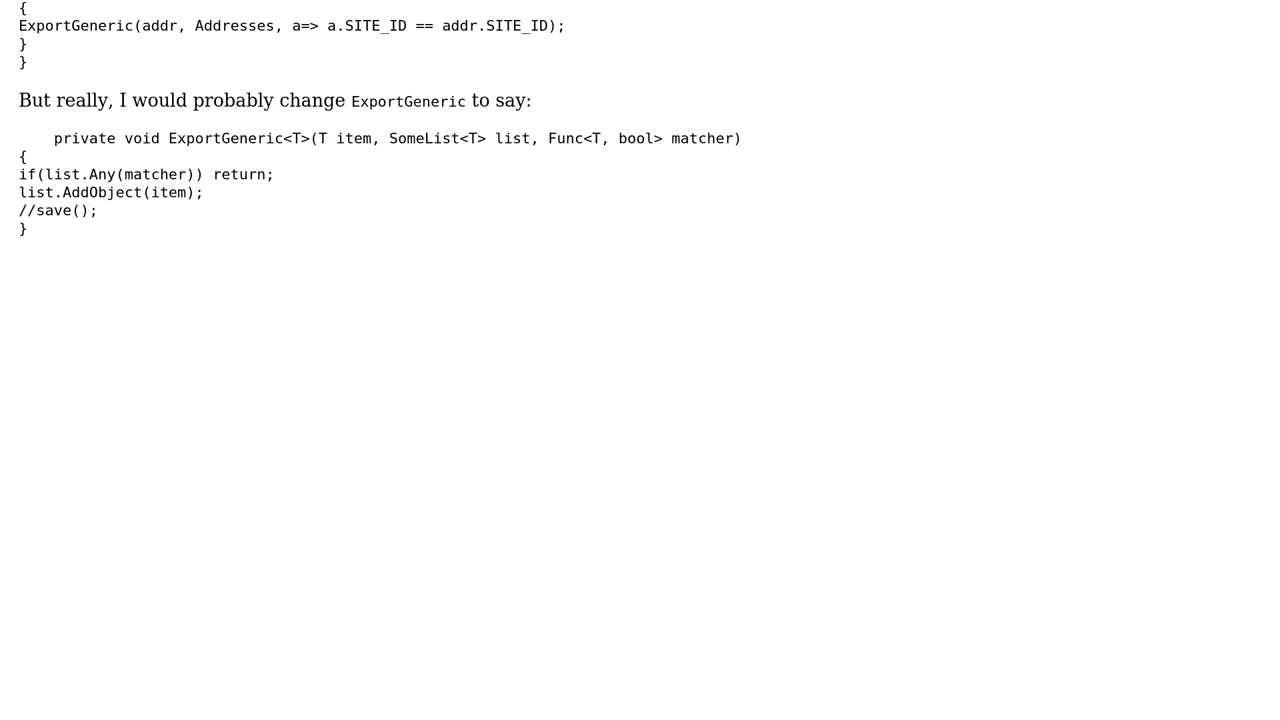 {
ExportGeneric(addr, Addresses, a=> a.SITE_ID == addr.SITE_ID);
}
}
But really, I would probably change ExportGeneric to say:
private void ExportGeneric<T>(T item, SomeList<T> list, Func<T, bool> matcher)
{
if(list.Any(matcher)) return;
list.AddObject(item);
//save();
}